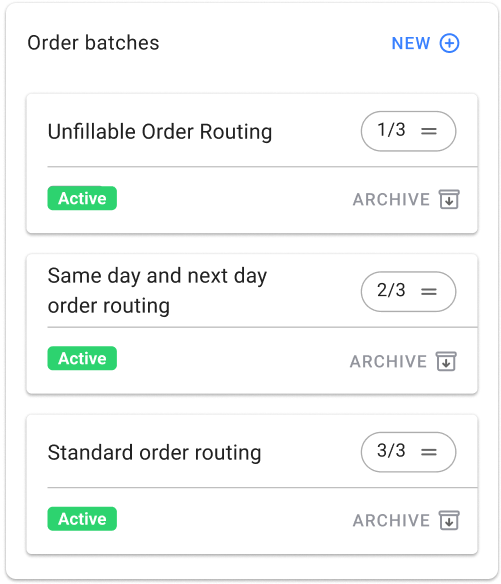 Order batches
NEW
Unfillable Order Routing
1/3
Active
ARCHIVE
Same day and next day
order routing
2/3
Active
ARCHIVE
Standard order routing
3/3
Active
ARCHIVE